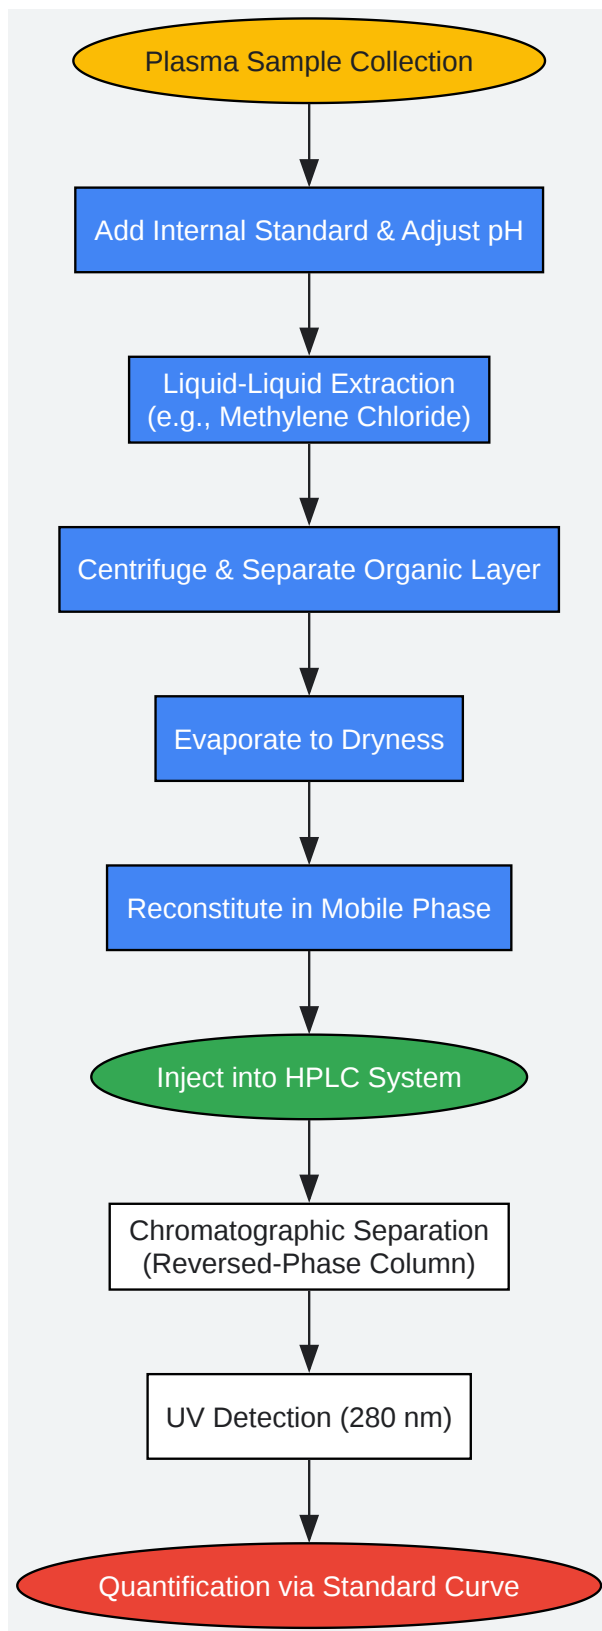 Plasma Sample Collection
Add Internal Standard & Adjust pH
Liquid-Liquid Extraction
(e.g., Methylene Chloride)
Centrifuge & Separate Organic Layer
Evaporate to Dryness
Reconstitute in Mobile Phase
Inject into HPLC System
Chromatographic Separation
(Reversed-Phase Column)
UV Detection (280 nm)
Quantification via Standard Curve